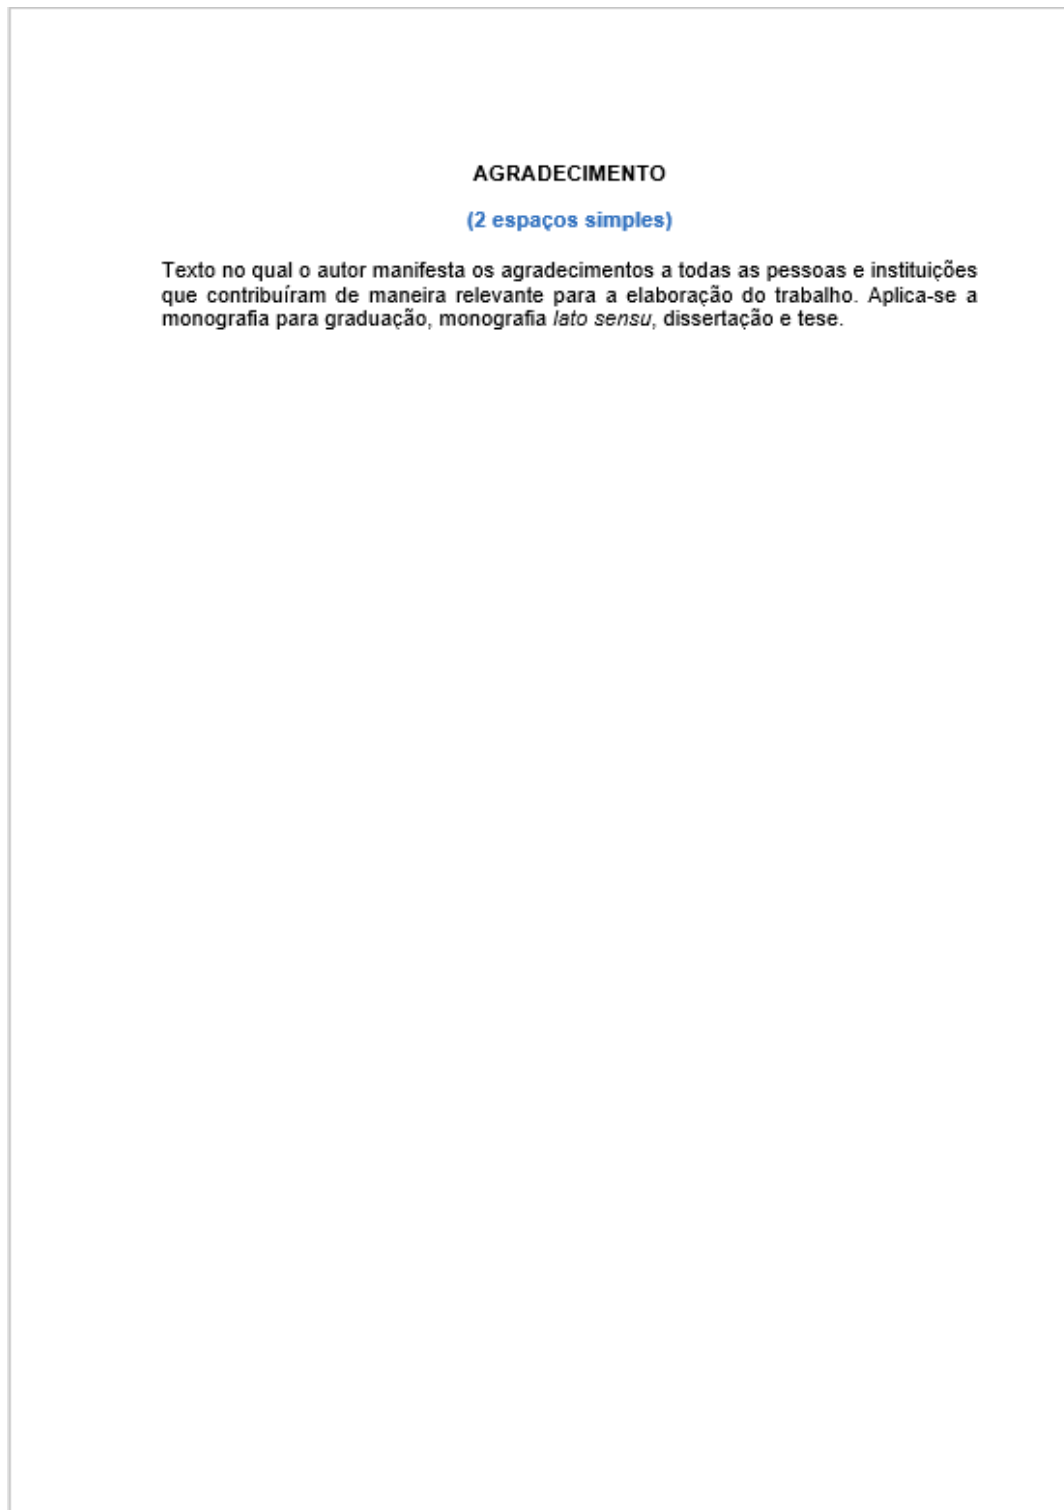 AGRADECIMENTO
(2 espaços simples)
Texto no qual o autor manifesta os agradecimentos a todas as pessoas e instituições
que contribuíram de maneira relevante para a elaboração do trabalho. Aplica-se a
monografia para graduação, monografia lato sensu, dissertação e tese.